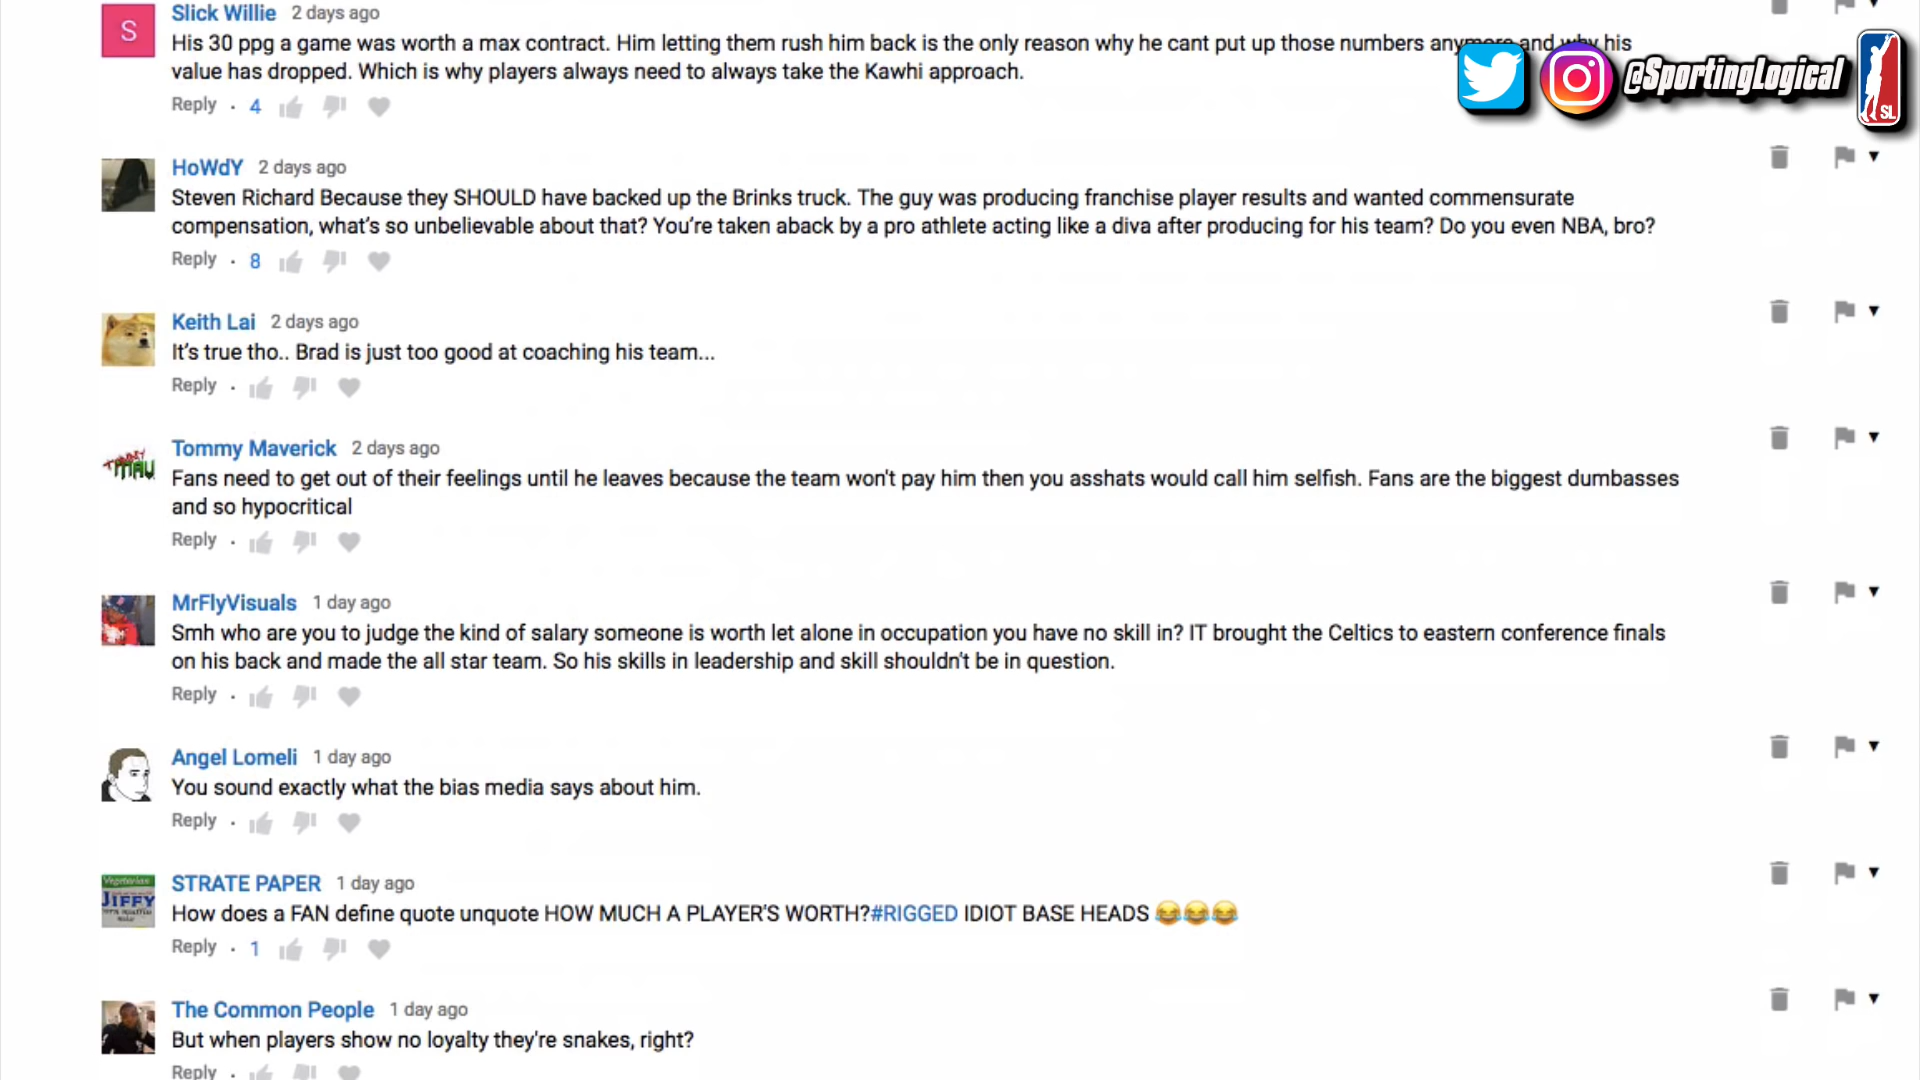 S
Slick Willie 2 days ago
His 30 ppg a game was worth a max contract. Him letting them rush him back is the only reason why he cant put up those numbers anymore and why his
value has dropped. Which is why players always need to always take the Kawhi approach.
Reply · 4
@SportingLogical
SL
HoWdY 2 days ago
Steven Richard Because they SHOULD have backed up the Brinks truck. The guy was producing franchise player results and wanted commensurate
compensation, what's so unbelievable about that? You're taken aback by a pro athlete acting like a diva after producing for his team? Do you even NBA, bro?
Reply · 8
Keith Lai 2 days ago
It's true tho.. Brad is just too good at coaching his team...
Reply ·
Tommy Maverick 2 days ago
Fans need to get out of their feelings until he leaves because the team won't pay him then you asshats would call him selfish. Fans are the biggest dumbasses
and so hypocritical
Reply ·
MrFlyVisuals 1 day ago
Smh who are you to judge the kind of salary someone is worth let alone in occupation you have no skill in? IT brought the Celtics to eastern conference finals
on his back and made the all star team. So his skills in leadership and skill shouldn't be in question.
Reply ·
Angel Lomeli 1 day ago
You sound exactly what the bias media says about him.
Reply ·
JIFFY
STRATE PAPER 1 day ago
How does a FAN define quote unquote HOW MUCH A PLAYER'S WORTH?#RIGGED IDIOT BASE HEADS 😂😂😂
Reply · 1
The Common People 1 day ago
But when players show no loyalty they're snakes, right?
Reply ·